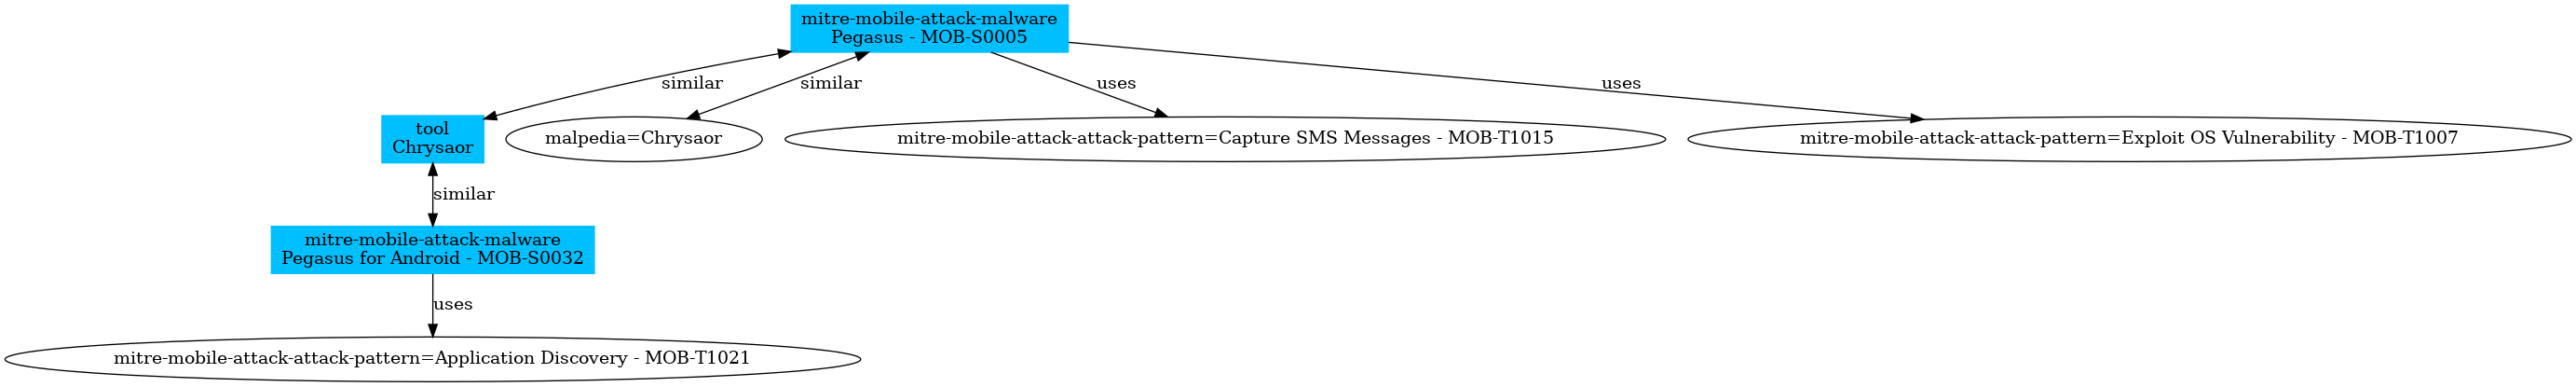 mitre-mobile-attack-malware
Pegasus - MOB-S0005
similar
similar
uses
uses
tool
Chrysaor
malpedia=Chrysaor
mitre-mobile-attack-attack-pattern=Capture SMS Messages - MOB-T1015
mitre-mobile-attack-attack-pattern=Exploit OS Vulnerability - MOB-T1007
similar
mitre-mobile-attack-malware
Pegasus for Android - MOB-S0032
uses
mitre-mobile-attack-attack-pattern=Application Discovery - MOB-T1021